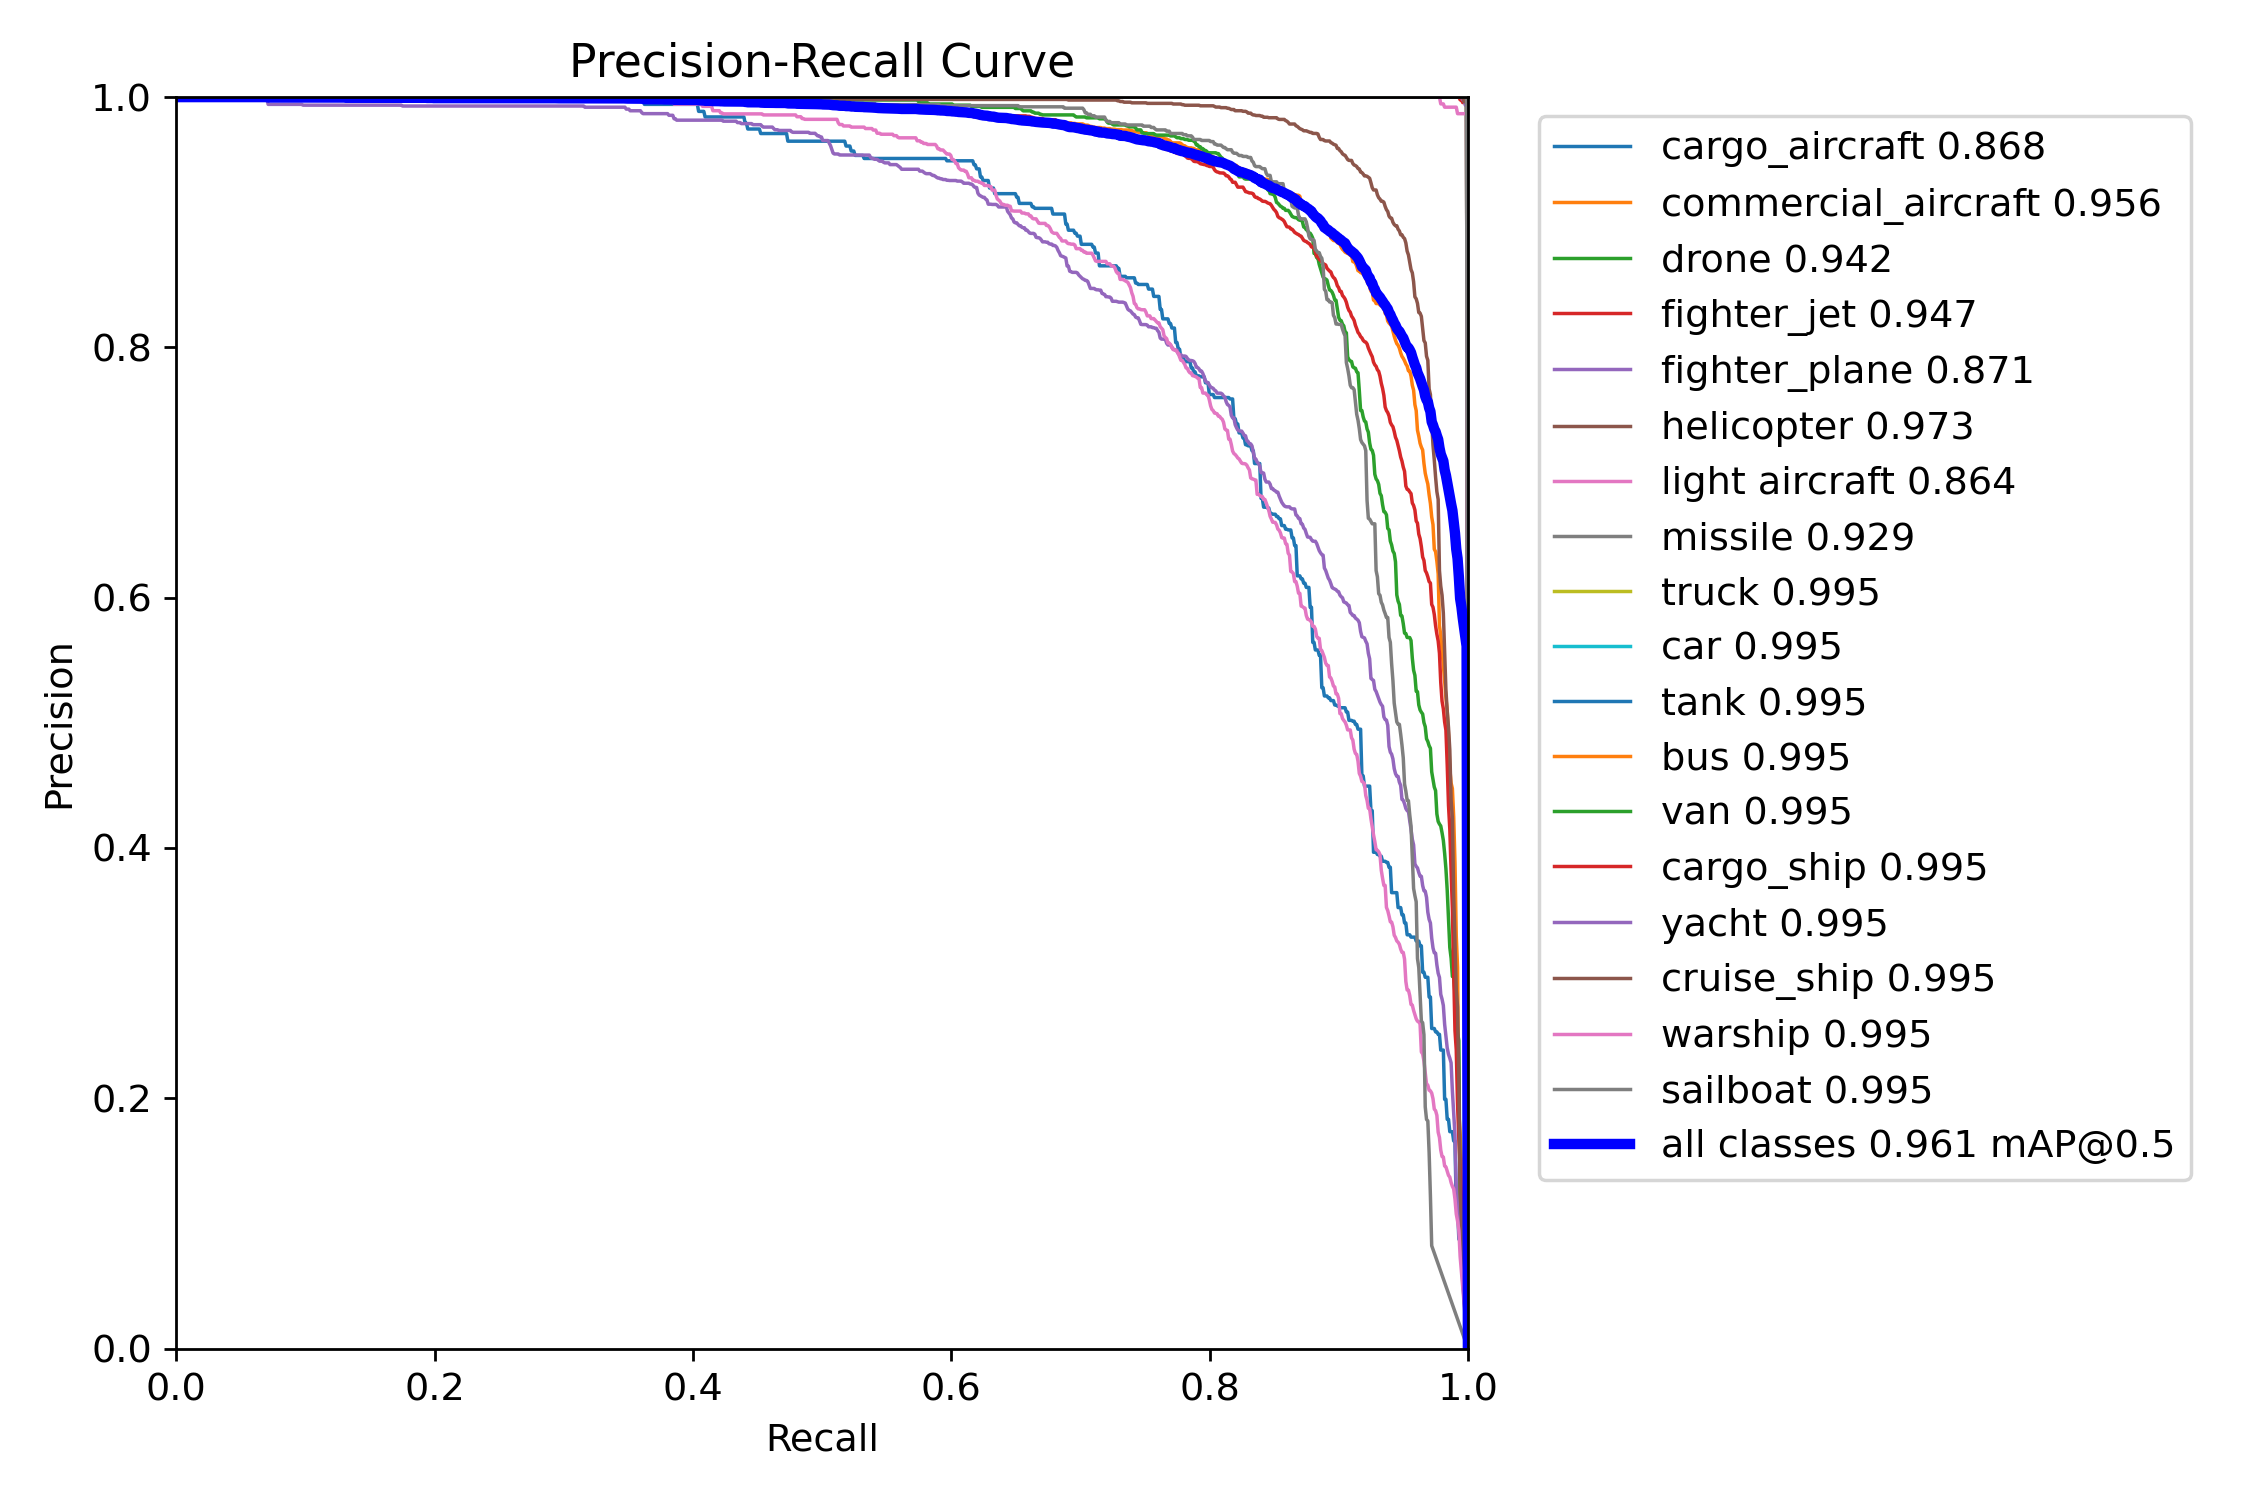 Precision-Recall Curve
1.0
0.8
0.6
0.4
0.2
0.0
Precision
0.0 0.2 0.4 0.6 0.8 1.0
Recall
cargo_aircraft 0.868
commercial_aircraft 0.956
drone 0.942
fighter_jet 0.947
fighter_plane 0.871
helicopter 0.973
light aircraft 0.864
missile 0.929
truck 0.995
car 0.995
tank 0.995
bus 0.995
van 0.995
cargo_ship 0.995
yacht 0.995
cruise_ship 0.995
warship 0.995
sailboat 0.995
all classes 0.961 mAP@0.5